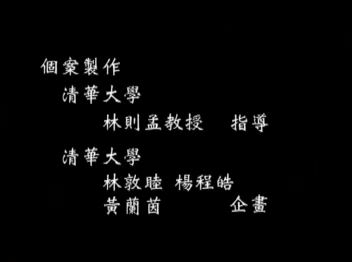 個案製作
清華大學
林則孟教授 指導
清華大學
林敦睦 楊程皓
黃蘭茵 企畫